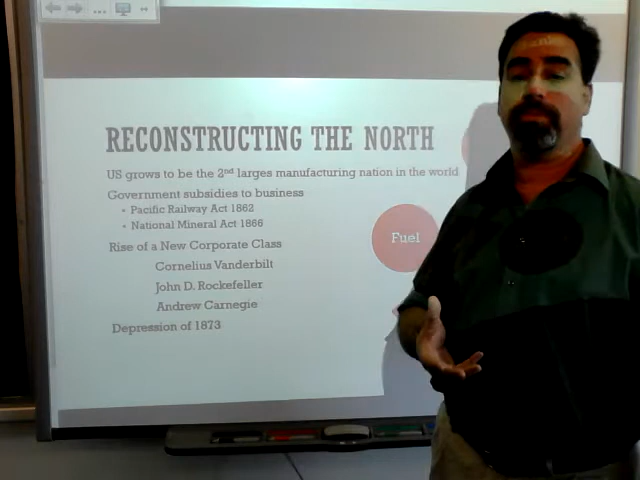 RECONSTRUCTING THE NORTH
US grows to be the 2nd larges manufacturing nation in the world
Government subsidies to business
• Pacific Railway Act 1862
• National Mineral Act 1866
Rise of a New Corporate Class
Cornelius Vanderbilt
John D. Rockefeller
Andrew Carnegie
Depression of 1873
Fuel